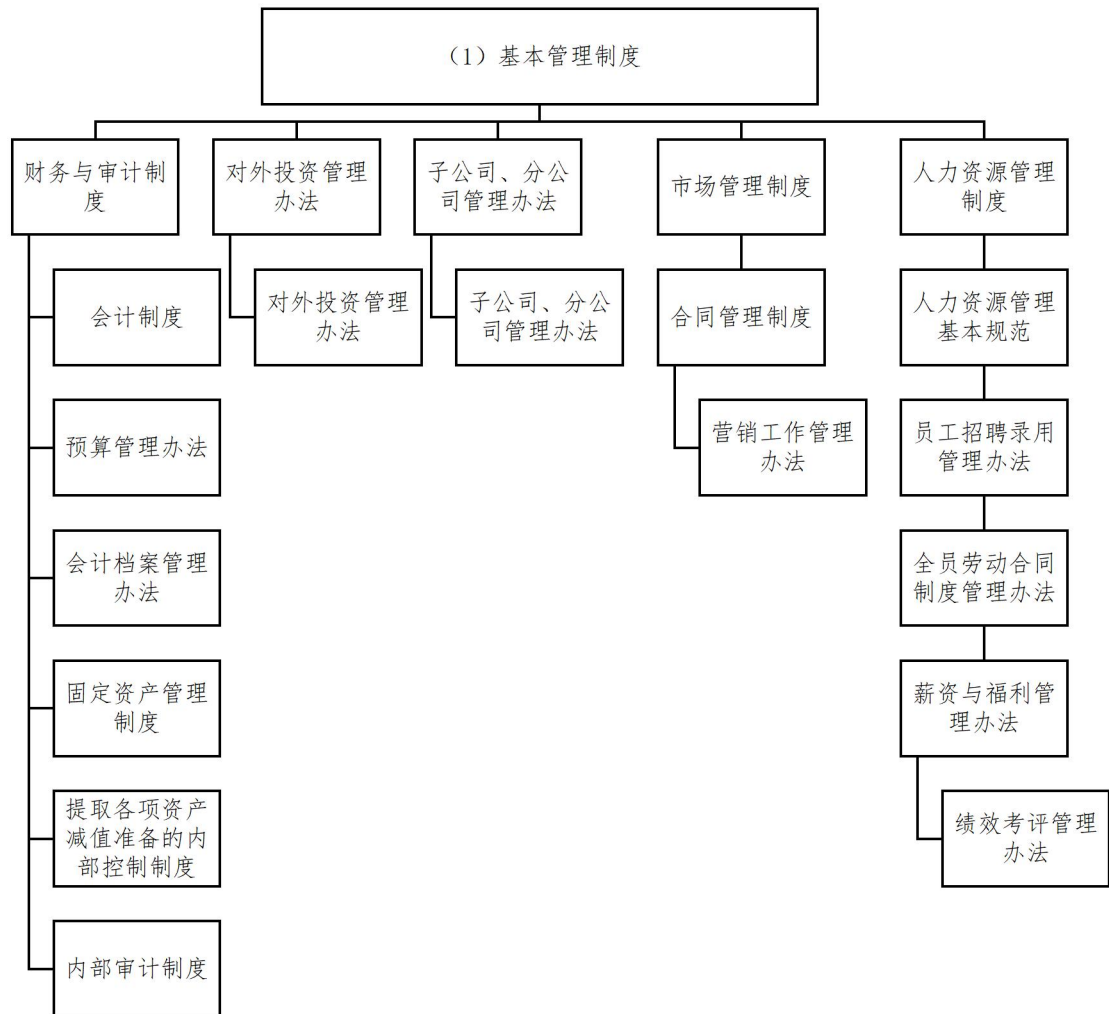 （1）基本管理制度
财务与审计制
度
对外投资管理
办法
子公司、分公
司管理办法
市场管理制度
人力资源管理
制度
会计制度
对外投资管理
办法
子公司、分公
司管理办法
合同管理制度
人力资源管理
基本规范
预算管理办法
营销工作管理
办法
员工招聘录用
管理办法
会计档案管理
办法
全员劳动合同
制度管理办法
固定资产管理
制度
薪资与福利管
理办法
提取各项资产
减值准备的内
部控制制度
绩效考评管理
办法
内部审计制度